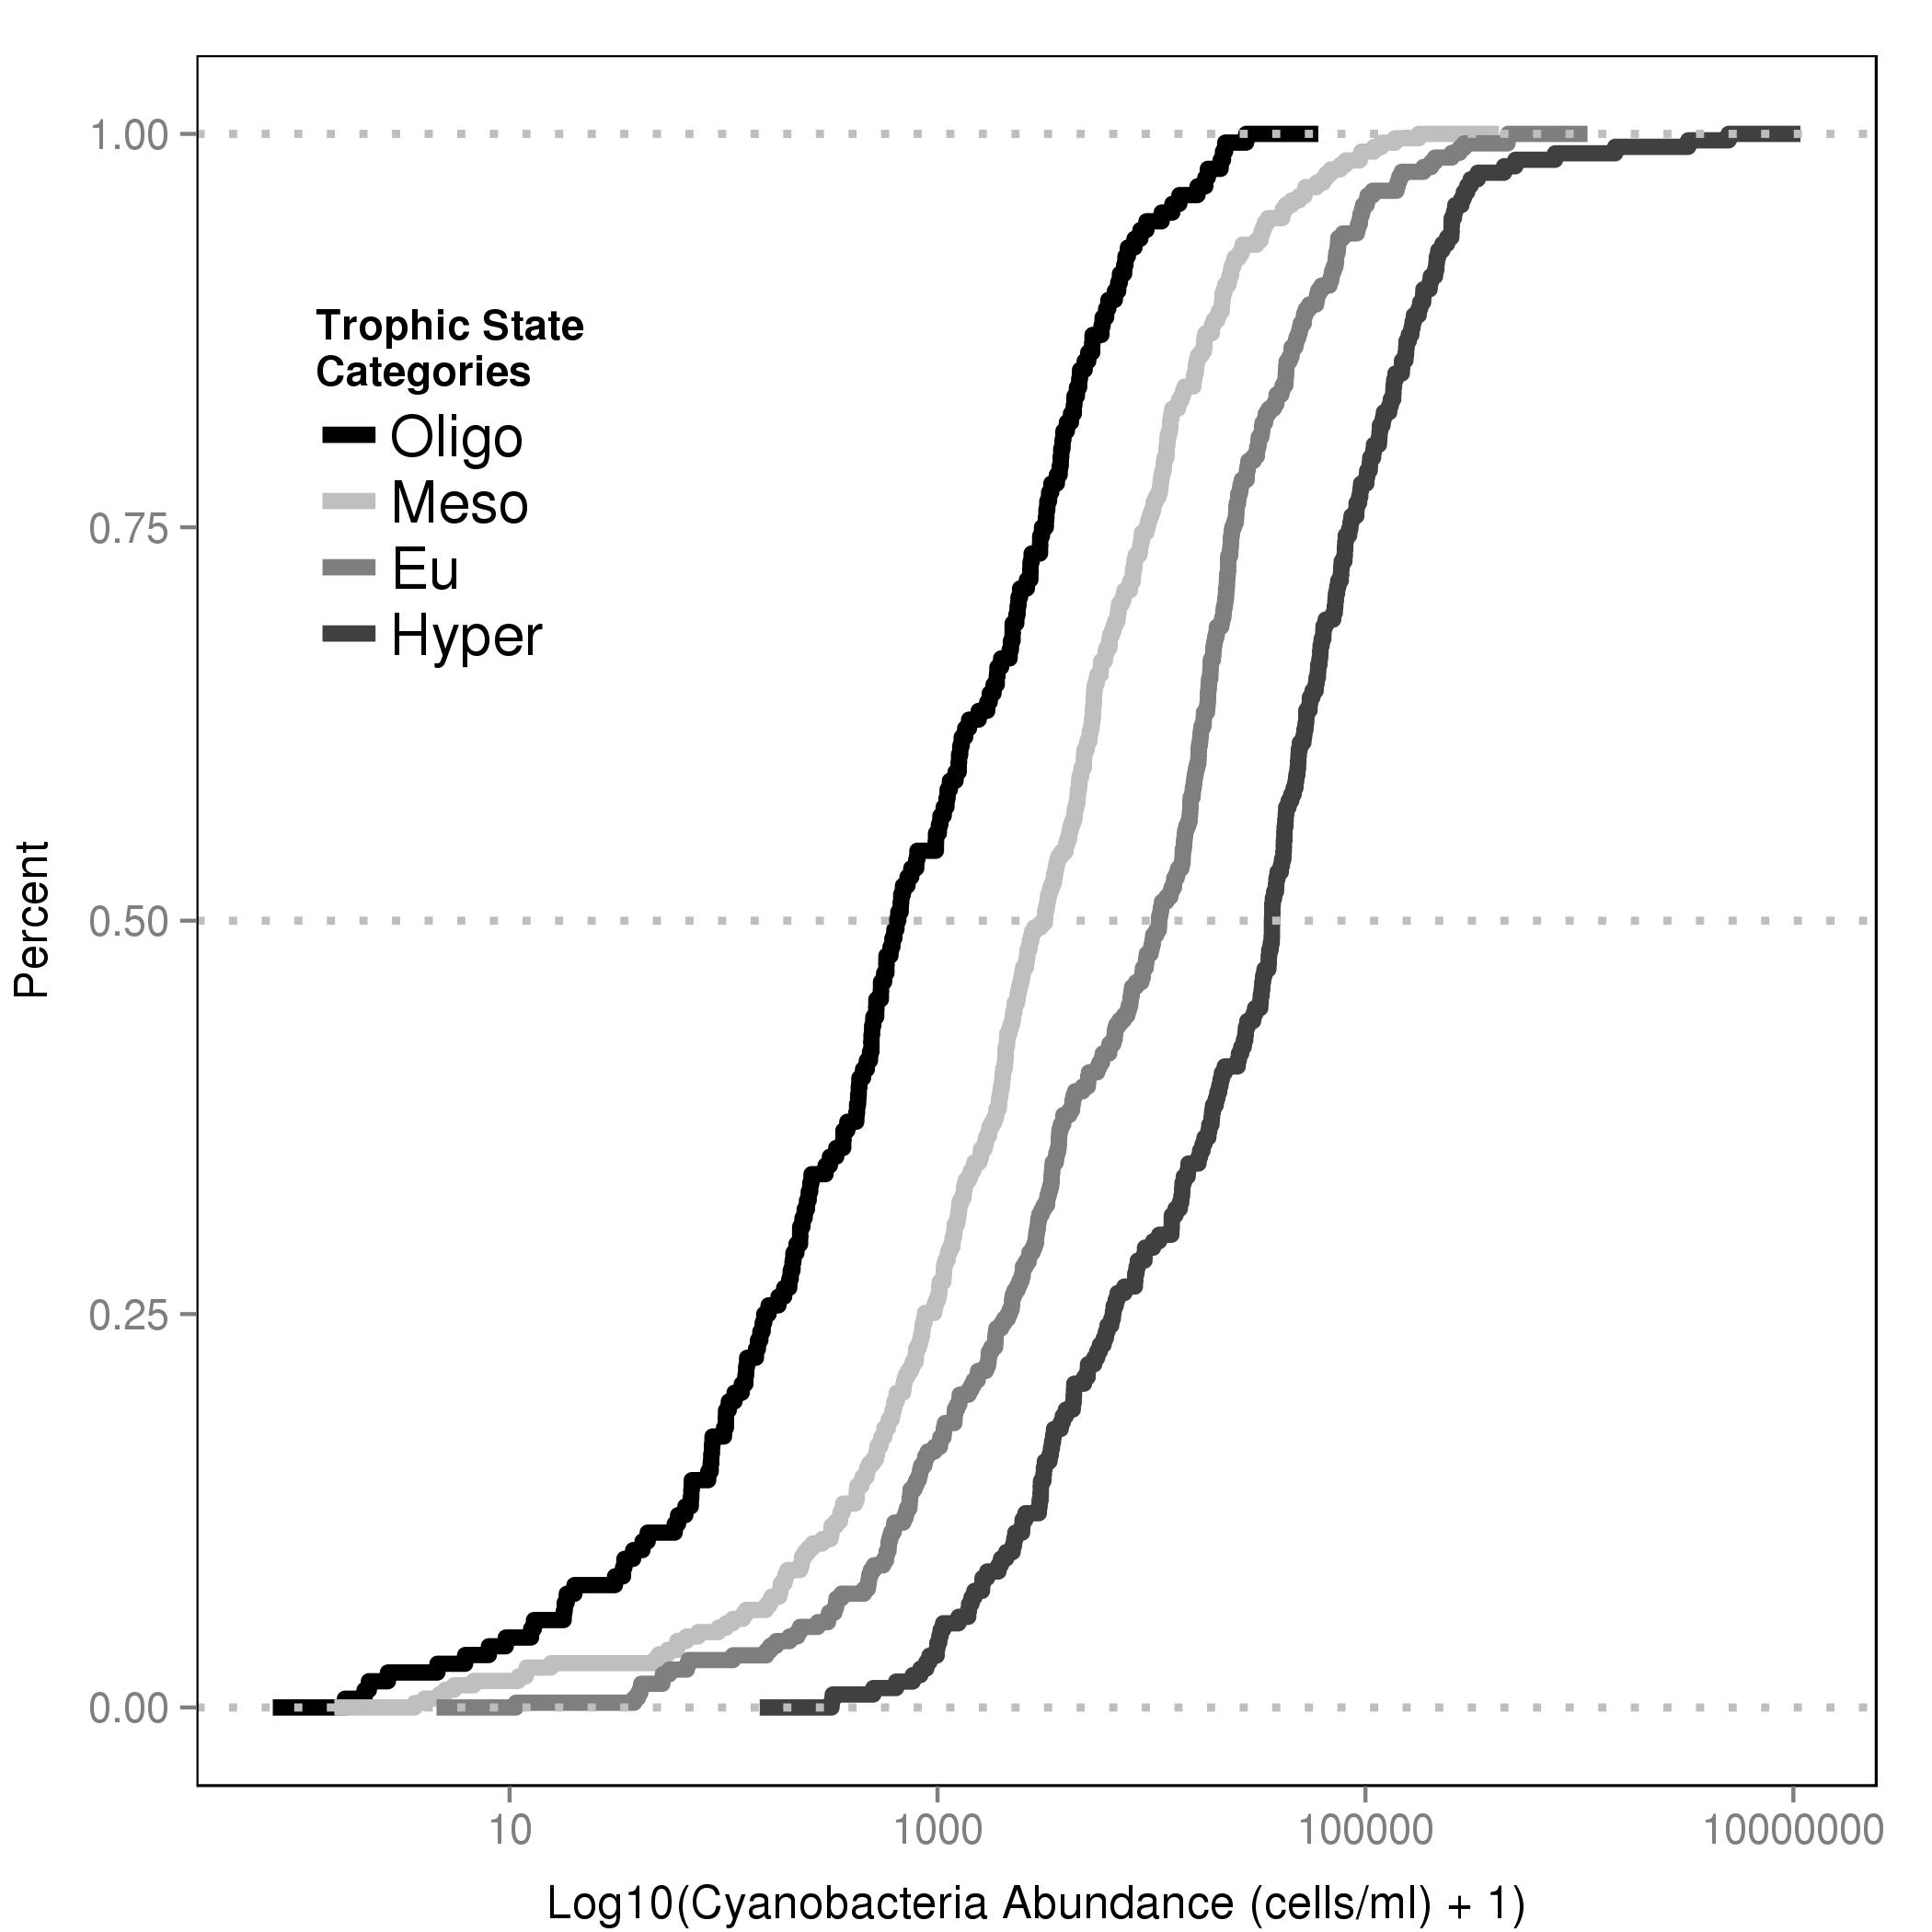 1.00
0.75
0.50
0.25
0.00
Percent
Trophic State
Categories
Oligo
Meso
Eu
Hyper
10
1000
100000
10000000
Log10(Cyanobacteria Abundance (cells/ml) + 1)